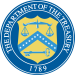 THE DEPARTMENT OF THE TREASURY
1789